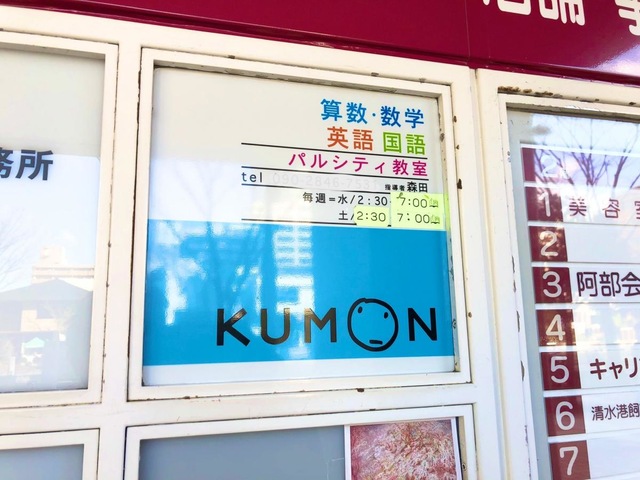 務所
算数・数学
英語 国語
パルシティ教室
tel
指導者 森田
毎週=水/2:30 7:00
土/2:30 7:00
KUMON
1 美容
2
3 阿部会
4
5 キャリ
6 清水港飼
7